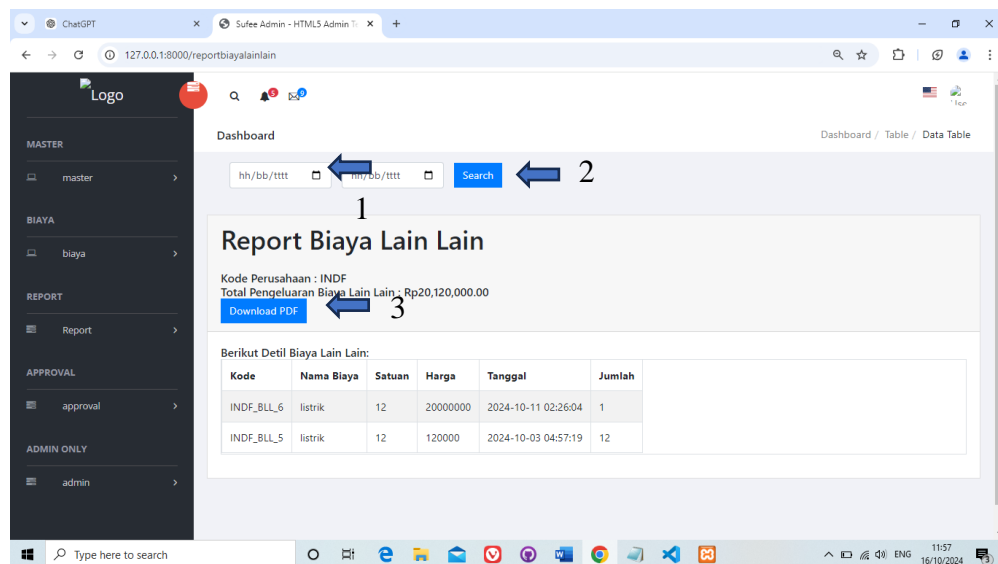 ChatGPT
Sufee Admin - HTML5 Admin Te
127.0.0.1:8000/reportbiayalainlain
Logo
5 9
Dashboard
Dashboard / Table / Data Table
MASTER
master
BIAYA
biaya
REPORT
Report
APPROVAL
approval
ADMIN ONLY
admin
hh/bb/tttt hh/bb/tttt Search 2
1
Report Biaya Lain Lain
Kode Perusahaan : INDF
Total Pengeluaran Biaya Lain Lain : Rp20,120,000.00
Download PDF 3
Berikut Detil Biaya Lain Lain:
Kode Nama Biaya Satuan Harga Tanggal Jumlah
INDF_BLL_6 listrik 12 20000000 2024-10-11 02:26:04 1
INDF_BLL_5 listrik 12 120000 2024-10-03 04:57:19 12
Type here to search
ENG
11:57
16/10/2024
3